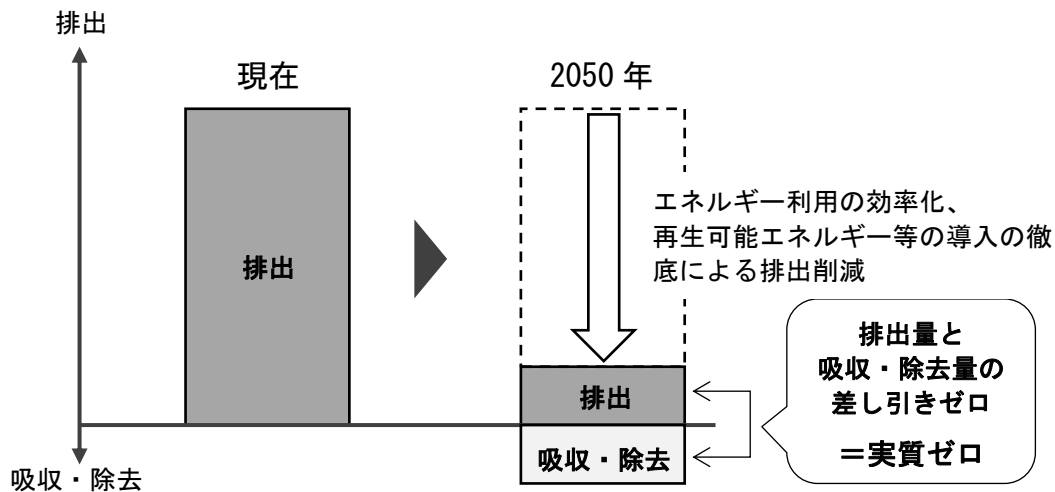 排出
現在
2050 年
エネルギー利用の効率化、
再生可能エネルギー等の導入の徹
底による排出削減
排出
排出
吸収・除去
排出量と
吸収・除去量の
差し引きゼロ
＝実質ゼロ
吸収・除去